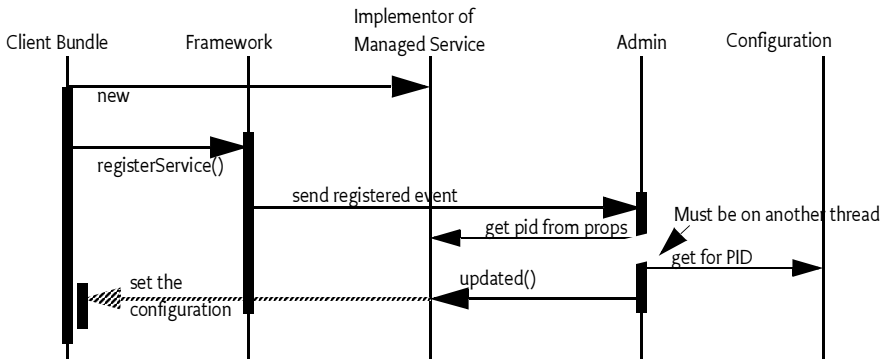 Implementor of
Client Bundle
Framework
Managed Service
Admin
Configuration
new
registerService()
send registered event
get pid from props
Must be on another thread
get for PID
updated()
set the
configuration